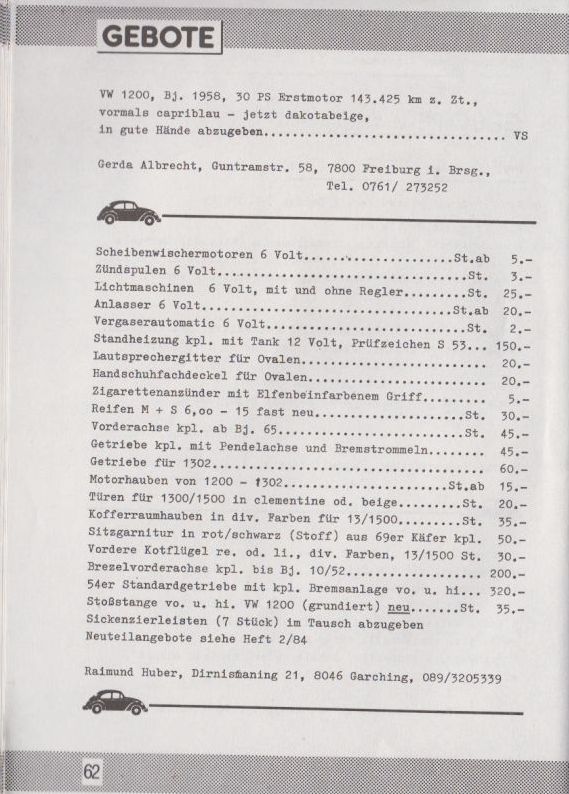 GEBOTE
VW 1200, Bj. 1958, 30 PS Erstmotor 143.425 km z. Zt.,
vormals capriblau - jetzt dakotabeige,
in gute Hände abzugeben................................ VS
Gerda Albrecht, Guntramstr. 58, 7800 Freiburg i. Brsg.,
Tel. 0761/ 273252
Scheibenwischermotoren 6 Volt......................St.ab 5.-
Zündspulen 6 Volt.....................................St. 3.-
Lichtmaschinen 6 Volt, mit und ohne Regler.........St. 25.-
Anlasser 6 Volt.....................................St.ab 20.-
Vergaserautomatic 6 Volt.............................St. 2.-
Standheizung kpl. mit Tank 12 Volt, Prüfzeichen S 53... 150.-
Lautsprechergitter für Ovalen........................... 20.-
Handschuhfachdeckel für Ovalen.......................... 20.-
Zigarettenanzünder mit Elfenbeinfarbenem Griff......... 5.-
Reifen M + S 6,oo - 15 fast neu......................St. 30.-
Vorderachse kpl. ab Bj. 65...........................St. 45.-
Getriebe kpl. mit Pendelachse und Bremstrommeln........ 45.-
Getriebe für 1302........................................ 60.-
Motorhauben von 1200 - 1302........................St.ab 15.-
Türen für 1300/1500 in clementine od. beige.........St. 20.-
Kofferraumhauben in div. Farben für 13/1500.........St. 35.-
Sitzgarnitur in rot/schwarz (Stoff) aus 69er Käfer kpl. 50.-
Vordere Kotflügel re. od. li., div. Farben, 13/1500 St. 30.-
Brezelvorderachse kpl. bis Bj. 10/52................... 200.-
54er Standardgetriebe mit kpl. Bremsanlage vo. u. hi... 320.-
Stoßstange vo. u. hi. VW 1200 (grundiert) neu.......St. 35.-
Sickenzierleisten (7 Stück) im Tausch abzugeben
Neuteilangebote siehe Heft 2/84
Raimund Huber, Dirnismaning 21, 8046 Garching, 089/3205339
62